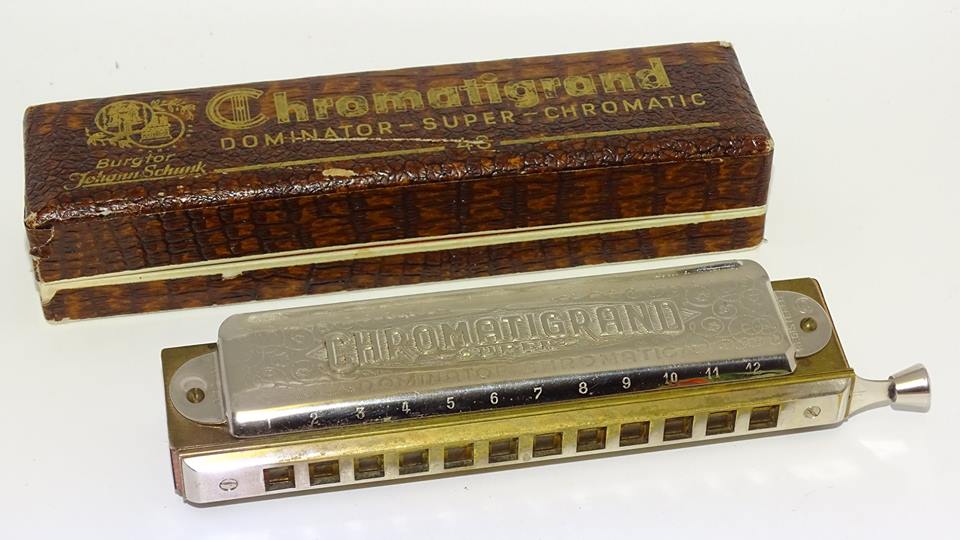 Chromatigrand
DOMINATOR-SUPER-CHROMATIC
48
Burgtor
Johann Schunk
CHROMATIGRAND
SUPER
DOMINATOR CHROMATIC
1 2 3 4 5 6 7 8 9 10 11 12